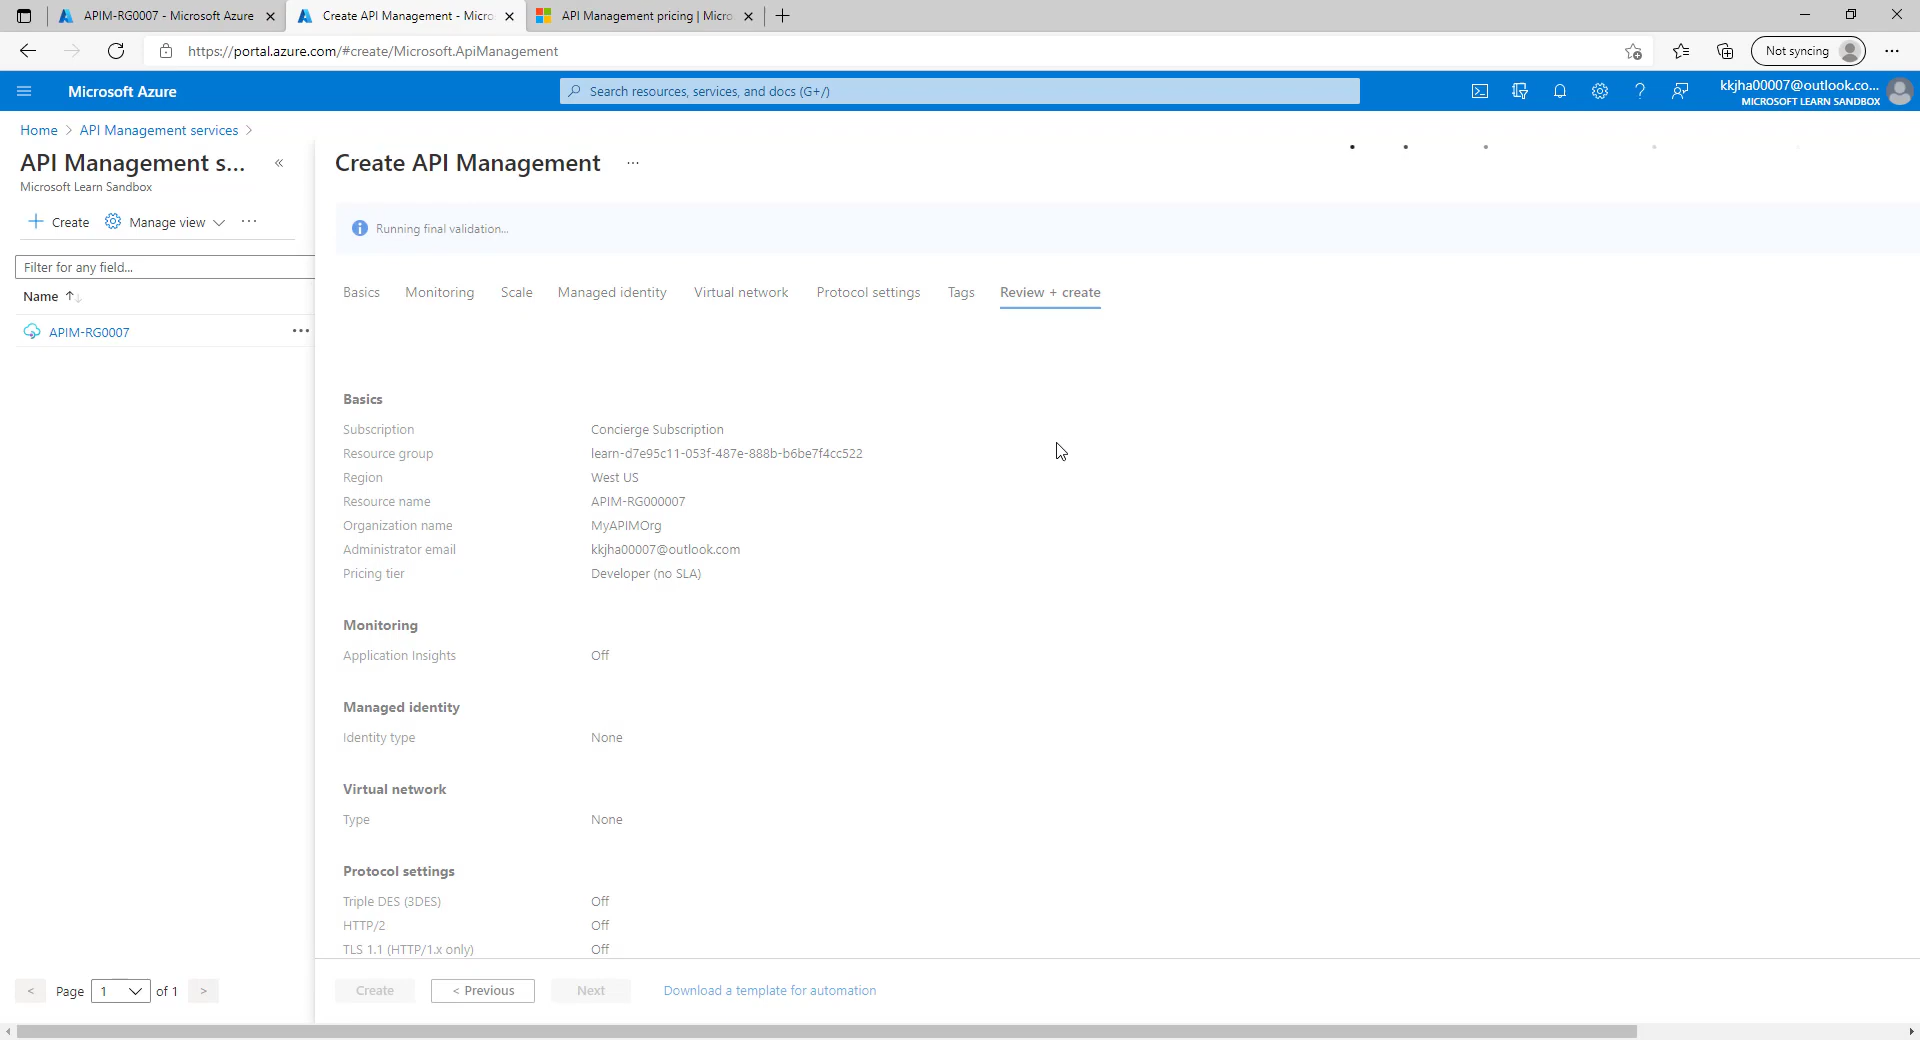 APIM-RG0007 - Microsoft Azure
Create API Management - Micro
API Management pricing | Micro
https://portal.azure.com/#create/Microsoft.ApiManagement
Not syncing
Microsoft Azure
Search resources, services, and docs (G+/)
kkjha00007@outlook.co...
MICROSOFT LEARN SANDBOX
Home > API Management services >
API Management s...
«
Microsoft Learn Sandbox
Create
Manage view
...
Filter for any field...
Name
APIM-RG0007
...
Page 1 of 1
Create API Management
...
Running final validation...
Basics Monitoring Scale Managed identity Virtual network Protocol settings Tags Review + create
Basics
Subscription Concierge Subscription
Resource group learn-d7e95c11-053f-487e-888b-b6be7f4cc522
Region West US
Resource name APIM-RG000007
Organization name MyAPIMOrg
Administrator email kkjha00007@outlook.com
Pricing tier Developer (no SLA)
Monitoring
Application Insights Off
Managed identity
Identity type None
Virtual network
Type None
Protocol settings
Triple DES (3DES) Off
HTTP/2 Off
TLS 1.1 (HTTP/1.x only) Off
Create
< Previous
Next
Download a template for automation